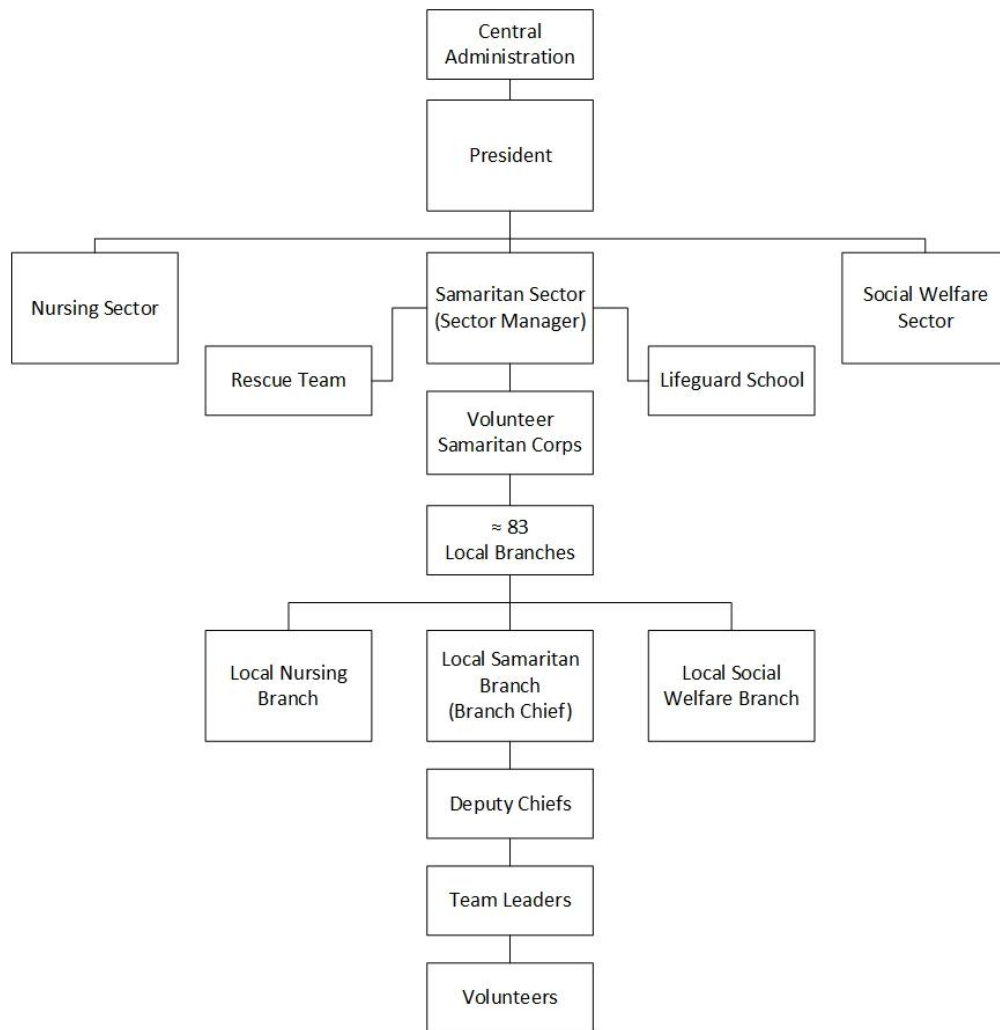 Central
Administration
President
Nursing Sector
Samaritan Sector
(Sector Manager)
Social Welfare
Sector
Rescue Team
Lifeguard School
Volunteer
Samaritan Corps
≈ 83
Local Branches
Local Nursing
Branch
Local Samaritan
Branch
(Branch Chief)
Local Social
Welfare Branch
Deputy Chiefs
Team Leaders
Volunteers